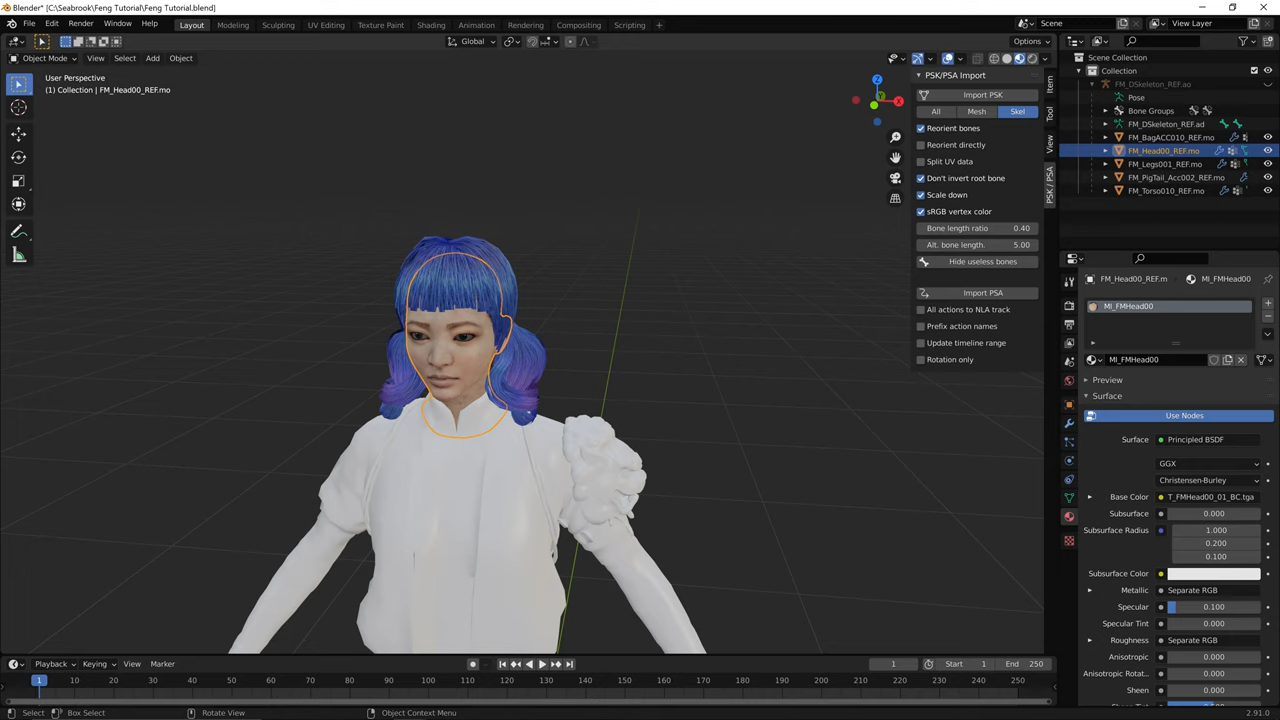 Blender* [C:\Seabrook\Feng Tutorial\Feng Tutorial.blend]
File Edit Render Window Help Layout Modeling Sculpting UV Editing Texture Paint Shading Animation Rendering Compositing Scripting Scene View Layer
Global Options
Object Mode View Select Add Object
User Perspective
(1) Collection | FM_Head00_REF.mo
Z
X
Y
PSK/PSA Import
Import PSK
All Mesh Skel
Reorient bones
Reorient directly
Split UV data
Don't invert root bone
Scale down
sRGB vertex color
Bone length ratio 0.40
Alt. bone length. 5.00
Hide useless bones
Import PSA
All actions to NLA track
Prefix action names
Update timeline range
Rotation only
Item
Tool
View
PSK / PSA
Scene Collection
Collection
FM_DSkeleton_REF.ao
Pose
Bone Groups
FM_DSkeleton_REF.ad
FM_BagACC010_REF.mo
FM_Head00_REF.mo
FM_Legs001_REF.mo
FM_PigTail_Acc002_REF.mo
FM_Torso010_REF.mo
FM_Head00_REF.m MI_FMHead00
MI_FMHead00
MI_FMHead00
Preview
Surface
Use Nodes
Surface Principled BSDF
GGX
Christensen-Burley
Base Color T_FMHead00_01_BC.tga
Subsurface 0.000
Subsurface Radius 1.000
0.200
0.100
Subsurface Color
Metallic Separate RGB
Specular 0.100
Specular Tint 0.000
Roughness Separate RGB
Anisotropic 0.000
Anisotropic Rotat... 0.000
Sheen 0.000
Playback Keying View Marker 1 Start 1 End 250
1 10 20 30 40 50 60 70 80 90 100 110 120 130 140 150 160 170 180 190 200 210 220 230 240 250
Select Box Select Rotate View Object Context Menu 2.91.0